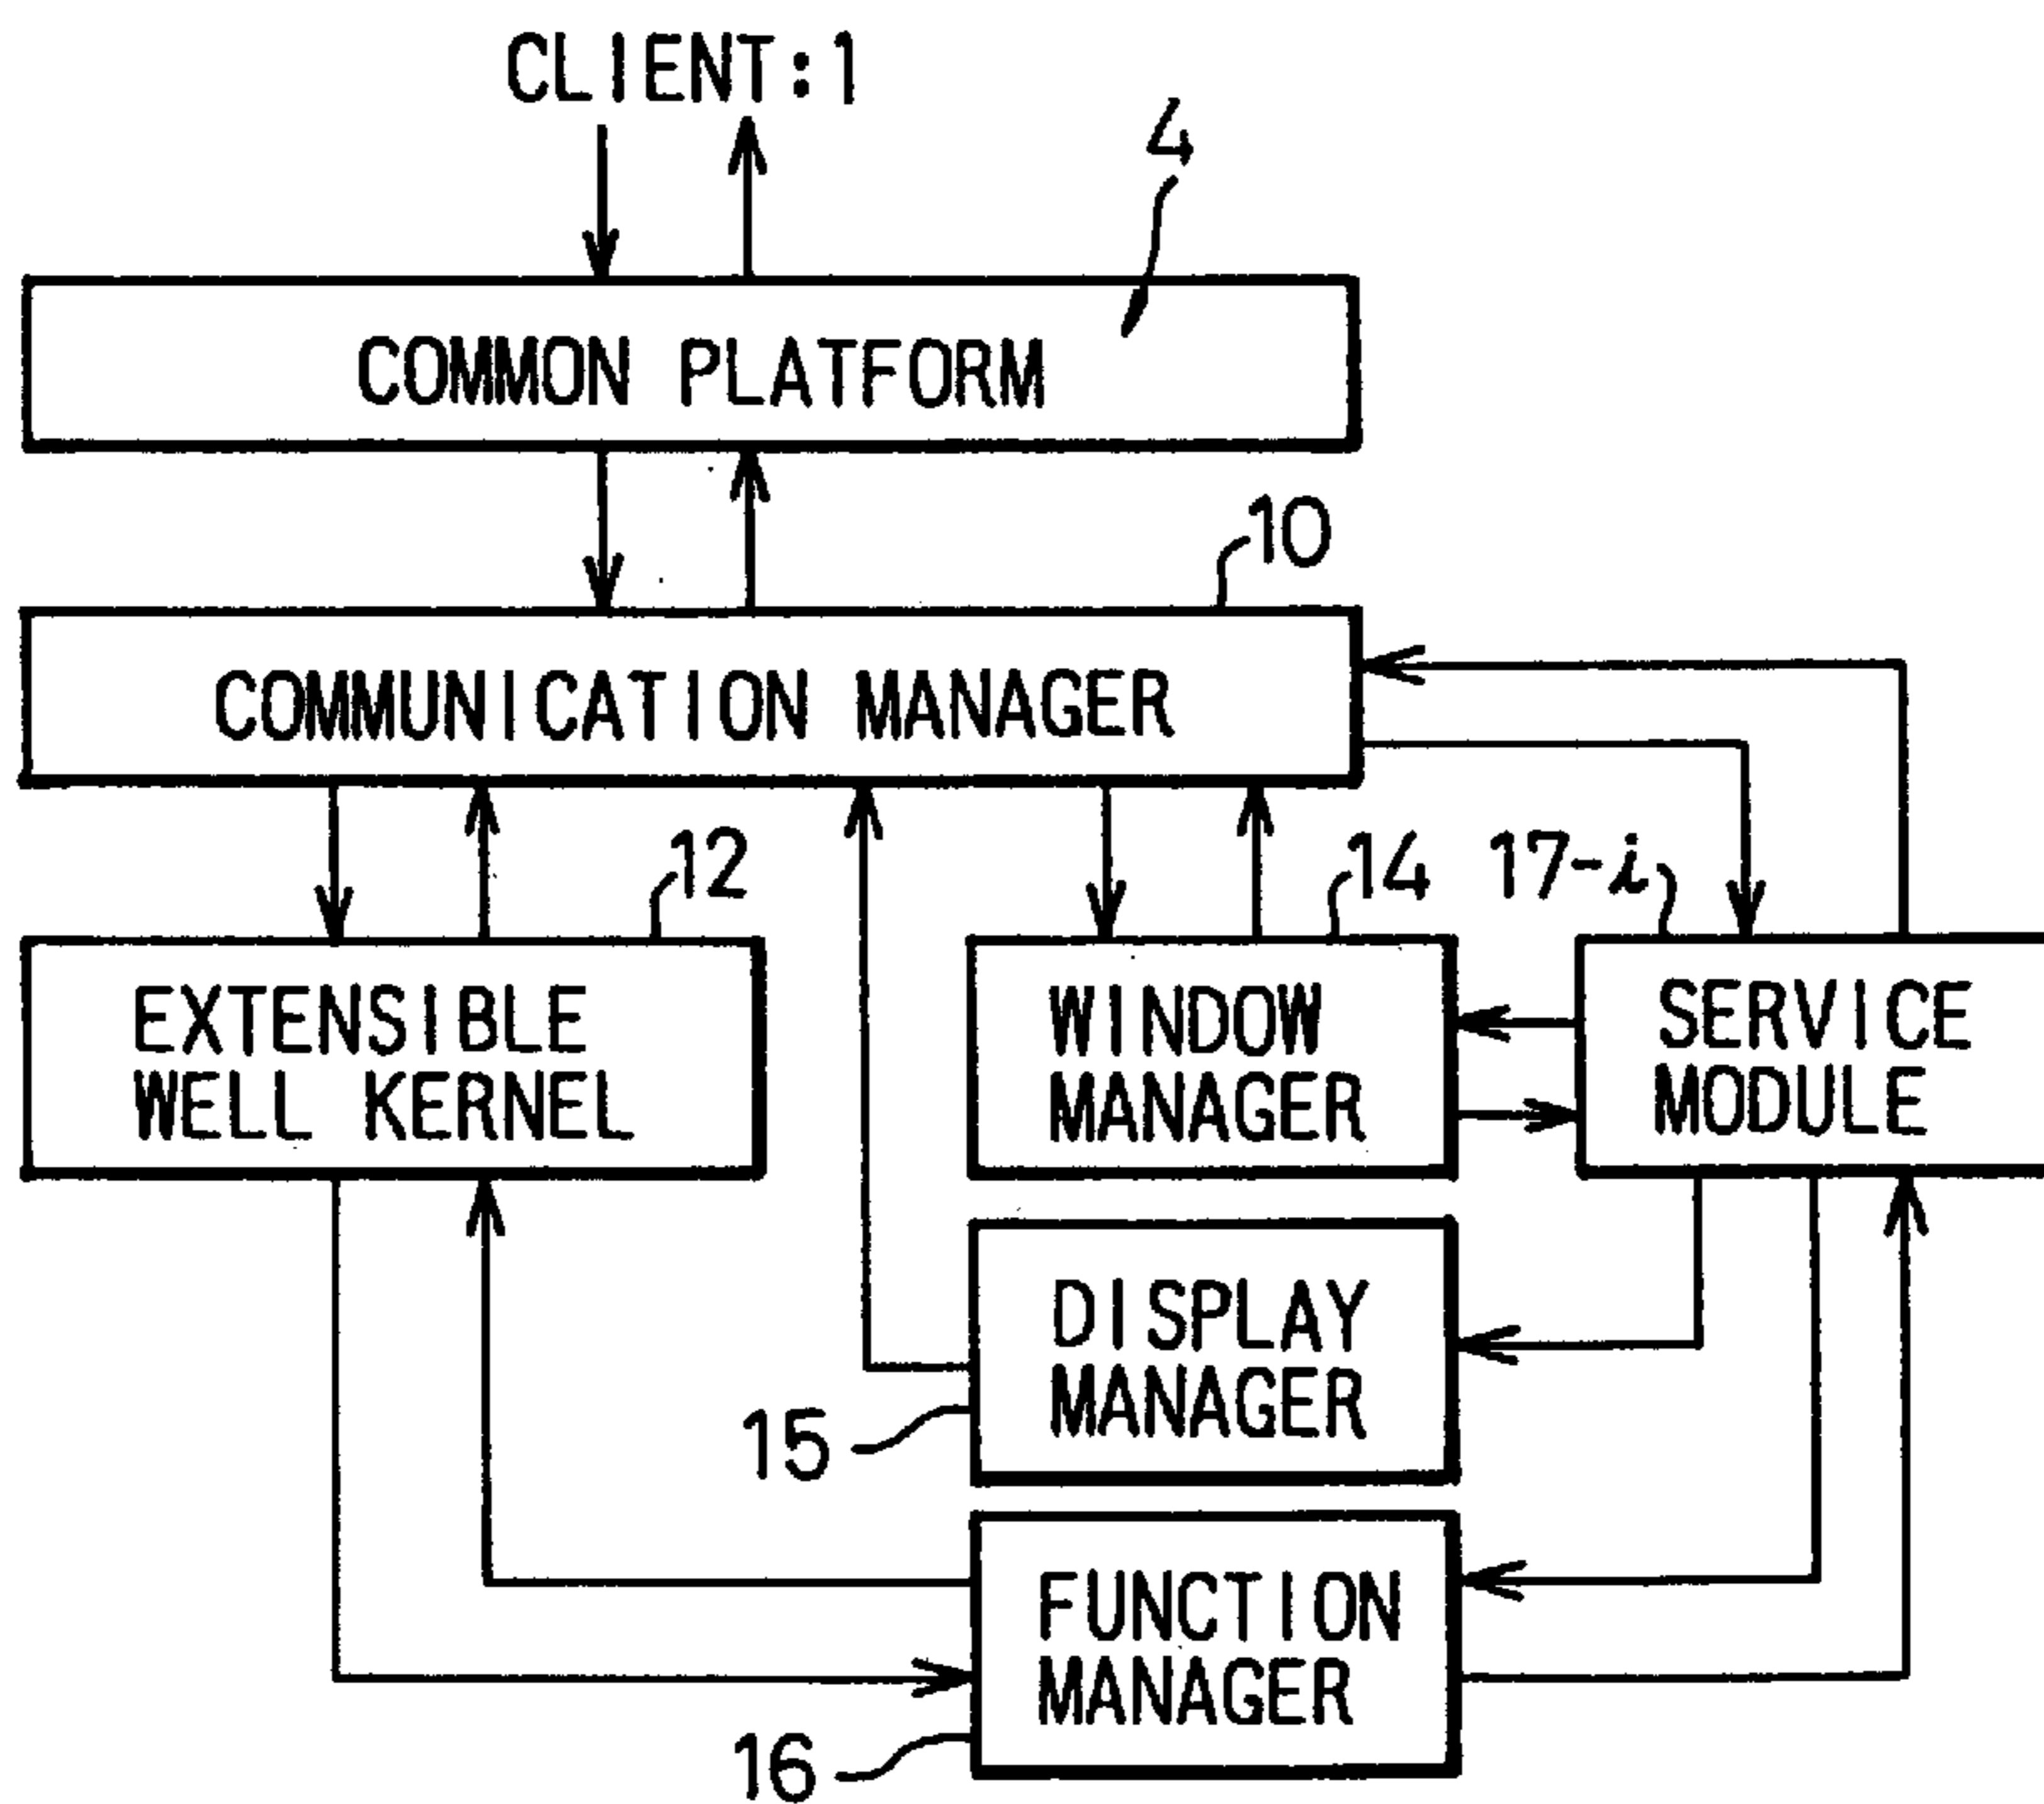 CLIENT:1
4
COMMON PLATFORM
10
COMMUNICATION MANAGER
12
14
17-i
EXTENSIBLE
WELL KERNEL
WINDOW
MANAGER
SERVICE
MODULE
DISPLAY
MANAGER
15
FUNCTION
MANAGER
16